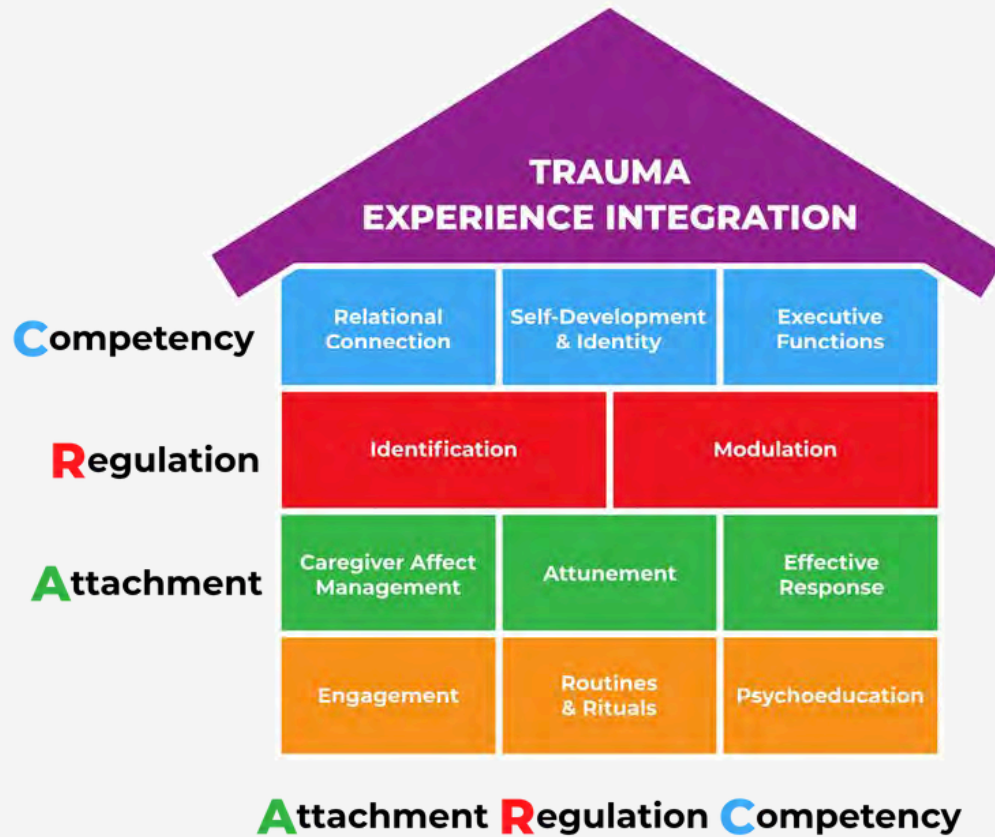 TRAUMA
EXPERIENCE INTEGRATION
Competency
Relational
Connection
Self-Development
& Identity
Executive
Functions
Regulation
Identification
Modulation
Attachment
Caregiver Affect
Management
Attunement
Effective
Response
Engagement
Routines
& Rituals
Psychoeducation
Attachment Regulation Competency